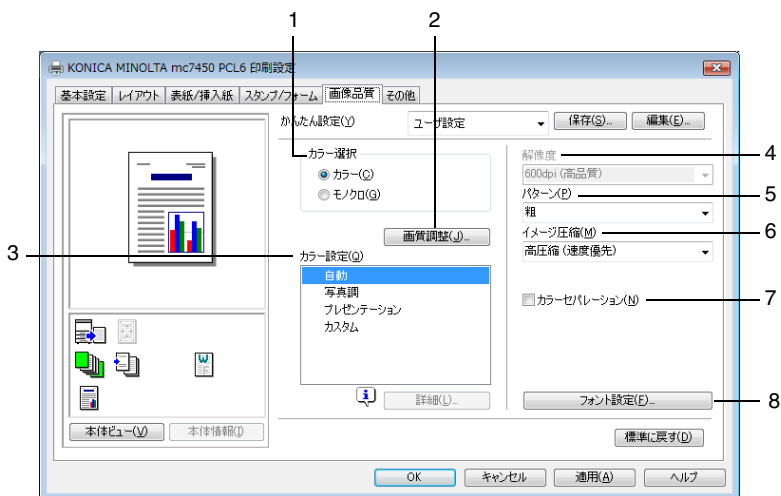 1 2
KONICA MINOLTA mc7450 PCL6 印刷設定
基本設定 レイアウト 表紙/挿入紙 スタンプ/フォーム 画像品質 その他
かんたん設定(Y) ユーザ設定 保存(S)... 編集(E)...
カラー選択
カラー(C)
モノクロ(G)
画質調整(J)...
3
カラー設定(Q)
自動
写真調
プレゼンテーション
カスタム
詳細(L)...
解像度 4
600dpi (高品質)
パターン(P) 5
粗
イメージ圧縮(M) 6
高圧縮 (速度優先)
カラーセパレーション(N) 7
フォント設定(F)... 8
本体ビュー(V) 本体情報(I)
標準に戻す(D)
OK キャンセル 適用(A) ヘルプ